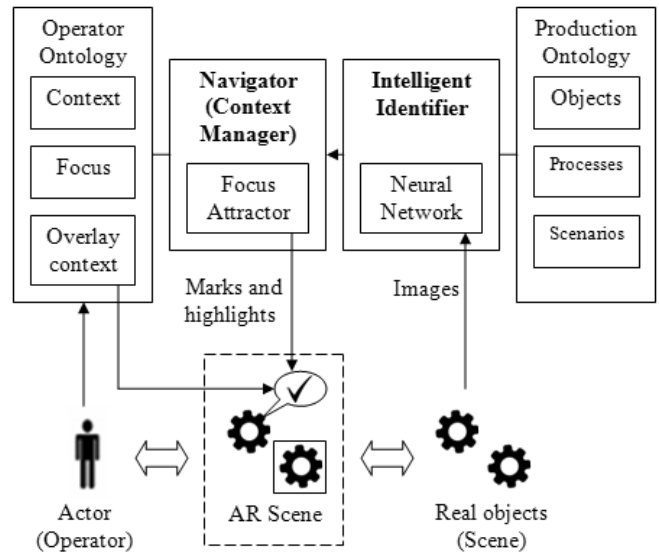 Operator
Ontology
Context
Focus
Overlay
context
Navigator
(Context
Manager)
Focus
Attractor
Intelligent
Identifier
Neural
Network
Production
Ontology
Objects
Processes
Scenarios
Marks and
highlights
Images
Actor
(Operator)
AR Scene
Real objects
(Scene)